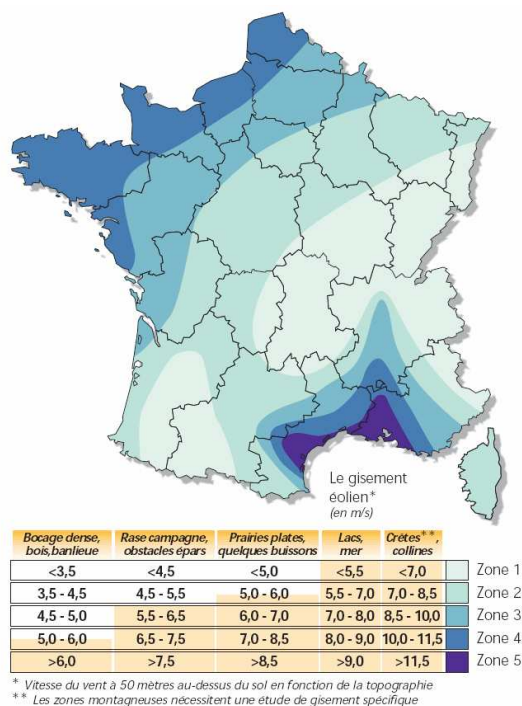 Le gisement
éolien*
(en m/s)
Bocage dense, bois,banlieue Rase campagne, obstacles épars Prairies plates, quelques buissons Lacs, mer Crêtes**, collines
<3,5 <4,5 <5,0 <5,5 <7,0 Zone 1
3,5 - 4,5 4,5 - 5,5 5,0 - 6,0 5,5 - 7,0 7,0 - 8,5 Zone 2
4,5 - 5,0 5,5 - 6,5 6,0 - 7,0 7,0 - 8,0 8,5 - 10,0 Zone 3
5,0 - 6,0 6,5 - 7,5 7,0 - 8,5 8,0 - 9,0 10,0 - 11,5 Zone 4
>6,0 >7,5 >8,5 >9,0 >11,5 Zone 5
* Vitesse du vent à 50 mètres au-dessus du sol en fonction de la topographie
** Les zones montagneuses nécessitent une étude de gisement spécifique